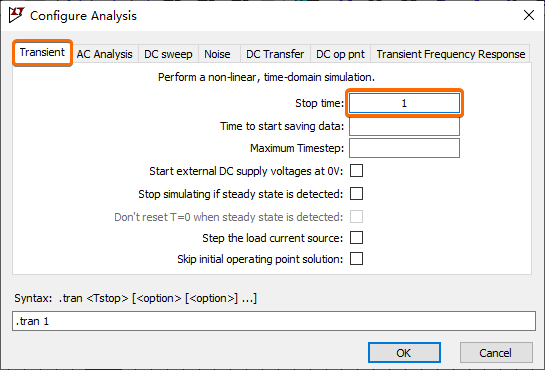 Configure Analysis
Transient AC Analysis DC sweep Noise DC Transfer DC op pnt Transient Frequency Response
Perform a non-linear, time-domain simulation.
Stop time: 1
Time to start saving data:
Maximum Timestep:
Start external DC supply voltages at 0V:
Stop simulating if steady state is detected:
Don't reset T=0 when steady state is detected:
Step the load current source:
Skip initial operating point solution:
Syntax: .tran <Tstop> [<option> [<option>] ...]
.tran 1
OK Cancel